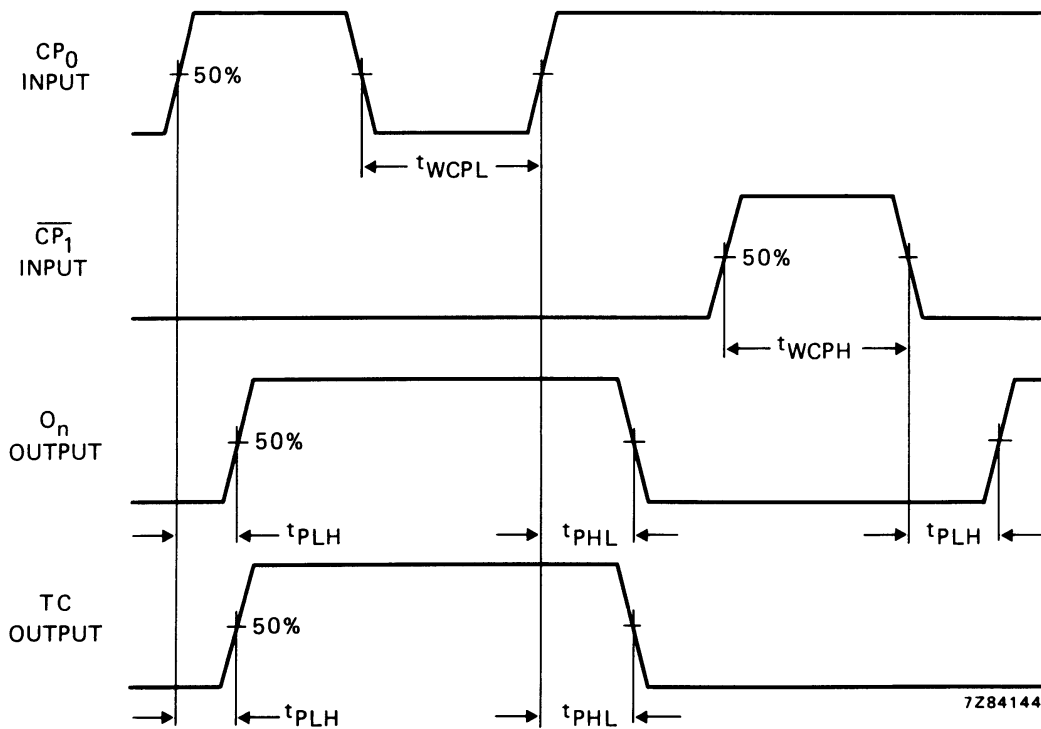 CP0
INPUT
50%
tWCPL
CP1
INPUT
50%
tWCPH
On
OUTPUT
50%
tPLH
tPHL
tPLH
TC
OUTPUT
50%
tPLH
tPHL
7Z84144